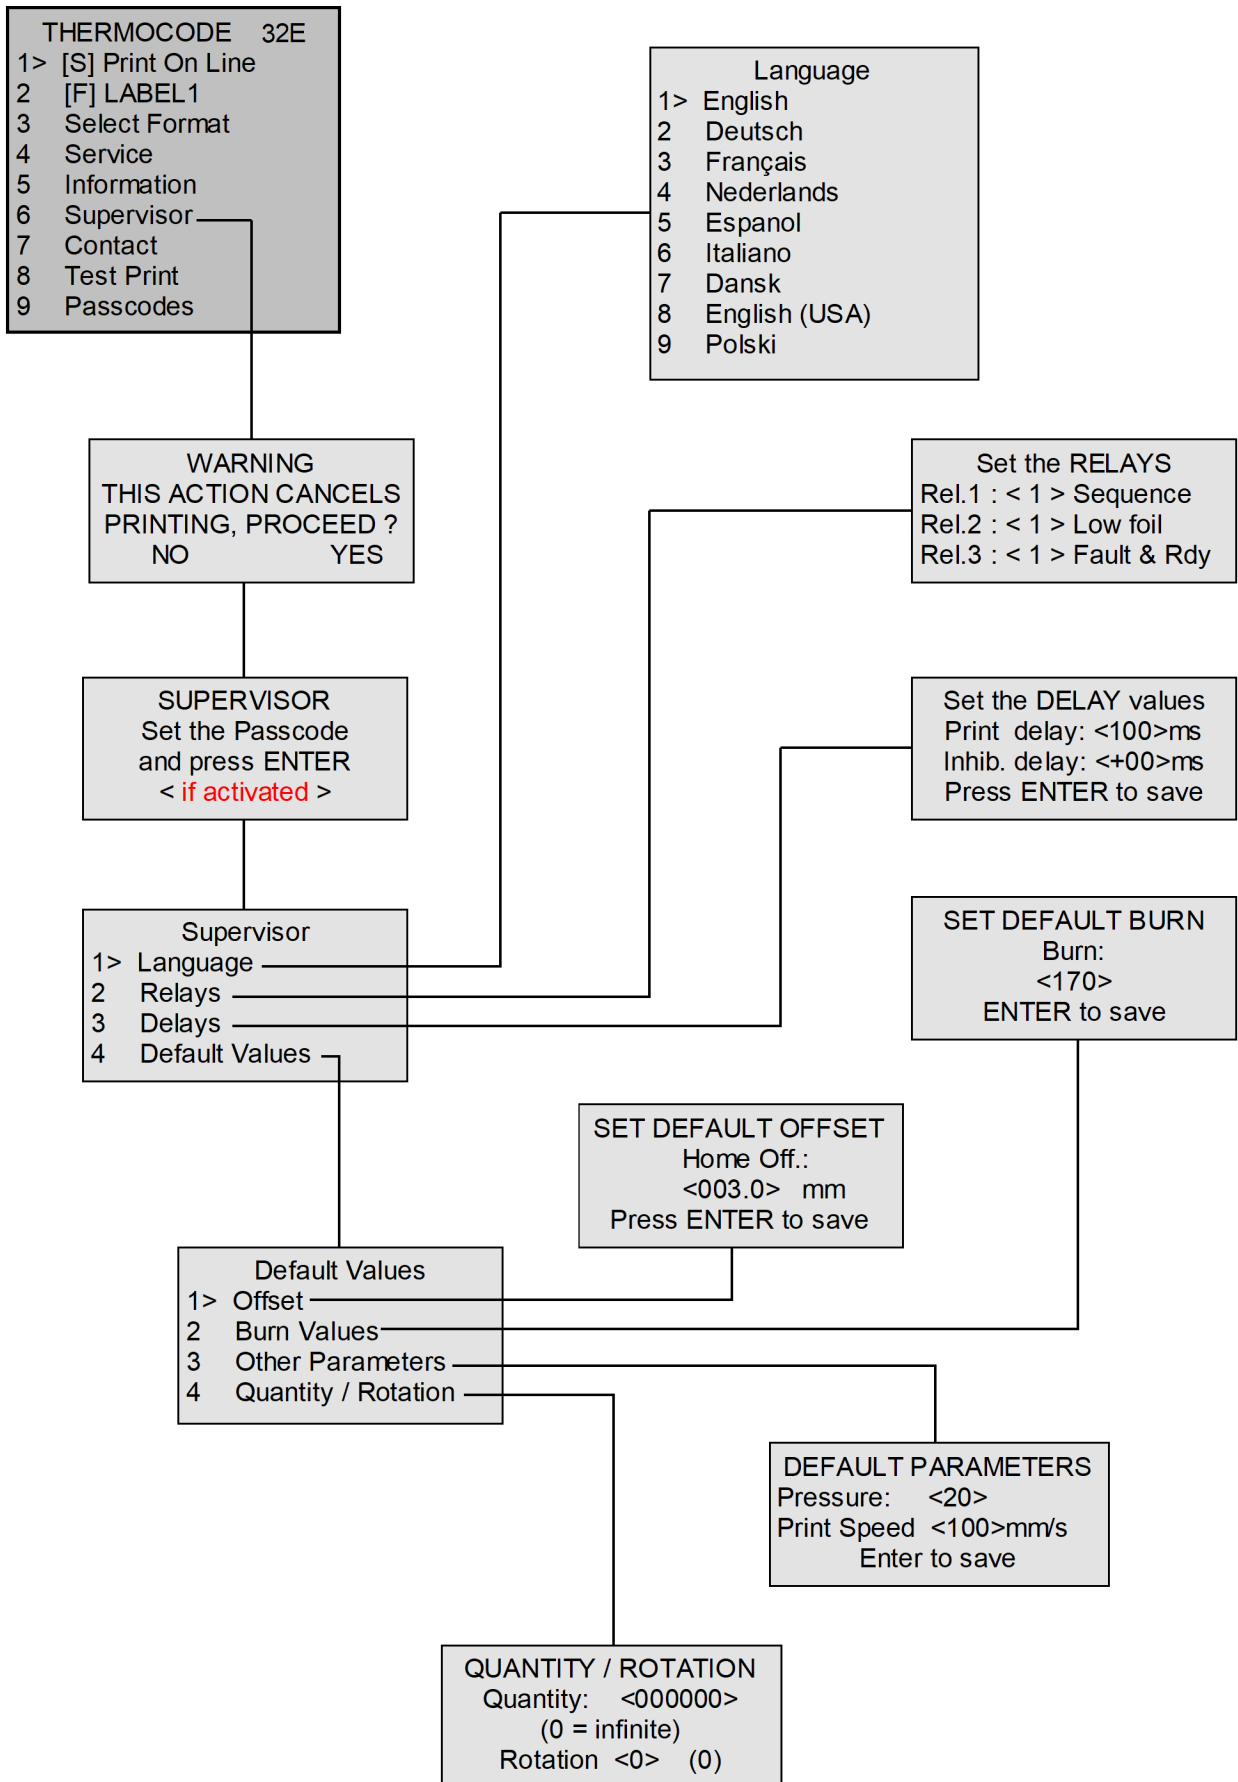 THERMOCODE 32E
1> [S] Print On Line
2 [F] LABEL1
3 Select Format
4 Service
5 Information
6 Supervisor
7 Contact
8 Test Print
9 Passcodes
Language
1> English
2 Deutsch
3 Français
4 Nederlands
5 Espanol
6 Italiano
7 Dansk
8 English (USA)
9 Polski
WARNING
THIS ACTION CANCELS
PRINTING, PROCEED ?
NO YES
Set the RELAYS
Rel.1 : < 1 > Sequence
Rel.2 : < 1 > Low foil
Rel.3 : < 1 > Fault & Rdy
SUPERVISOR
Set the Passcode
and press ENTER
< if activated >
Set the DELAY values
Print delay: <100>ms
Inhib. delay: <+00>ms
Press ENTER to save
Supervisor
1> Language
2 Relays
3 Delays
4 Default Values
SET DEFAULT BURN
Burn:
<170>
ENTER to save
SET DEFAULT OFFSET
Home Off.:
<003.0> mm
Press ENTER to save
Default Values
1> Offset
2 Burn Values
3 Other Parameters
4 Quantity / Rotation
DEFAULT PARAMETERS
Pressure: <20>
Print Speed <100>mm/s
Enter to save
QUANTITY / ROTATION
Quantity: <000000>
(0 = infinite)
Rotation <0> (0)